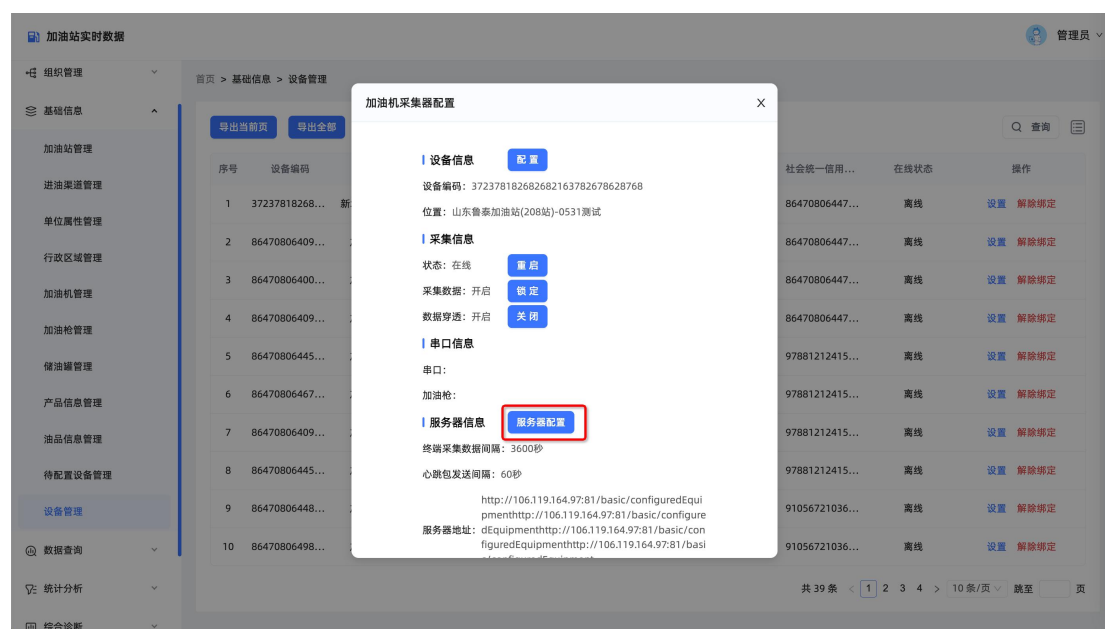 加油站实时数据
管理员
组织管理
首页 > 基础信息 > 设备管理
加油机采集器配置
X
基础信息
导出当前页
导出全部
查询
加油站管理
设备信息
配置
序号
设备编码
社会统一信用...
在线状态
操作
进油渠道管理
设备编码: 372378182682682163782678628768
1 37237818268... 新
86470806447... 离线 设置 解除绑定
单位属性管理
位置: 山东鲁泰加油站(208站)-0531测试
采集信息
2 86470806409...
86470806447... 离线 设置 解除绑定
行政区域管理
状态: 在线
重启
3 86470806400...
86470806447... 离线 设置 解除绑定
加油机管理
采集数据: 开启
锁定
4 86470806409...
86470806447... 离线 设置 解除绑定
加油枪管理
数据穿透: 开启
关闭
串口信息
5 86470806445...
97881212415... 离线 设置 解除绑定
储油罐管理
串口:
6 86470806467...
97881212415... 离线 设置 解除绑定
产品信息管理
加油枪:
服务器信息
服务器配置
7 86470806409...
97881212415... 离线 设置 解除绑定
油品信息管理
终端采集数据间隔: 3600秒
8 86470806445...
97881212415... 离线 设置 解除绑定
待配置设备管理
心跳包发送间隔: 60秒
设备管理
9 86470806448...
91056721036... 离线 设置 解除绑定
服务器地址:
http://106.119.164.97:81/basic/configuredEqui
pmenthttp://106.119.164.97:81/basic/configure
dEquipmenthttp://106.119.164.97:81/basic/con
figuredEquipmenthttp://106.119.164.97:81/basi
数据查询
10 86470806498...
91056721036... 离线 设置 解除绑定
统计分析
共 39 条 < 1 2 3 4 > 10 条/页 跳至 页
综合诊断